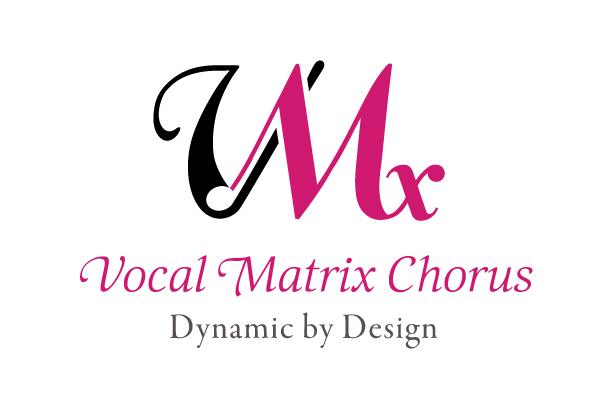 VMx
Vocal Matrix Chorus
Dynamic by Design